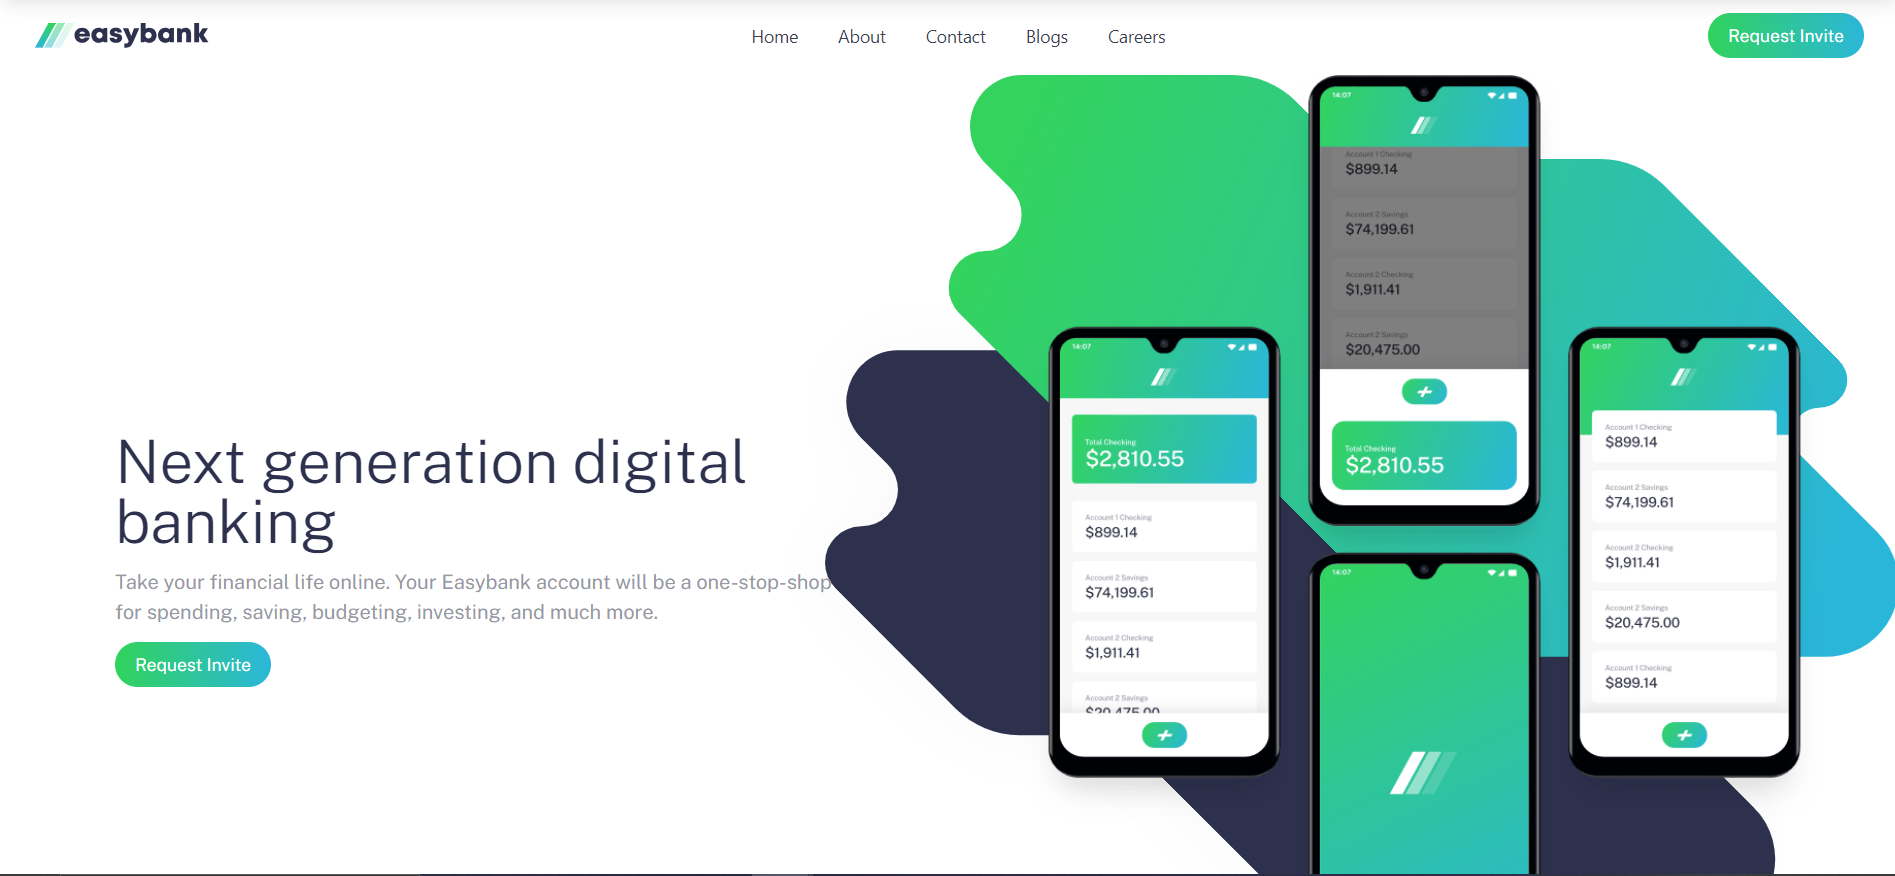 easybank
Home
About
Contact
Blogs
Careers
Request Invite
Next generation digital
banking
Take your financial life online. Your Easybank account will be a one-stop-shop
for spending, saving, budgeting, investing, and much more.
Request Invite
14:07
Total Checking
$2,810.55
Account 1 Checking
$899.14
Account 2 Savings
$74,199.61
Account 2 Checking
$1,911.41
Account 2 Savings
$20,475.00
14:07
Account 1 Checking
$899.14
Account 2 Savings
$74,199.61
Account 2 Checking
$1,911.41
Account 2 Savings
$20,475.00
Total Checking
$2,810.55
14:07
14:07
Account 1 Checking
$899.14
Account 2 Savings
$74,199.61
Account 2 Checking
$1,911.41
Account 2 Savings
$20,475.00
Account 1 Checking
$899.14